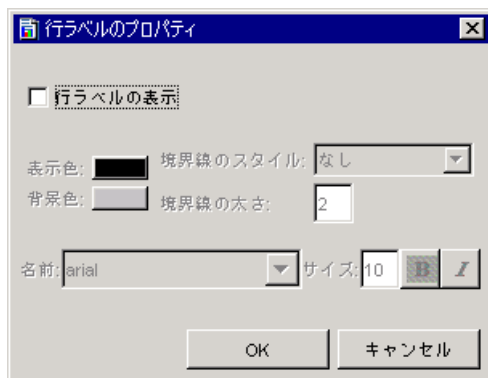 行ラベルのプロパティ
行ラベルの表示
表示色: 境界線のスタイル: なし
背景色: 境界線の太さ: 2
名前: arial サイズ: 10 B I
OK キャンセル